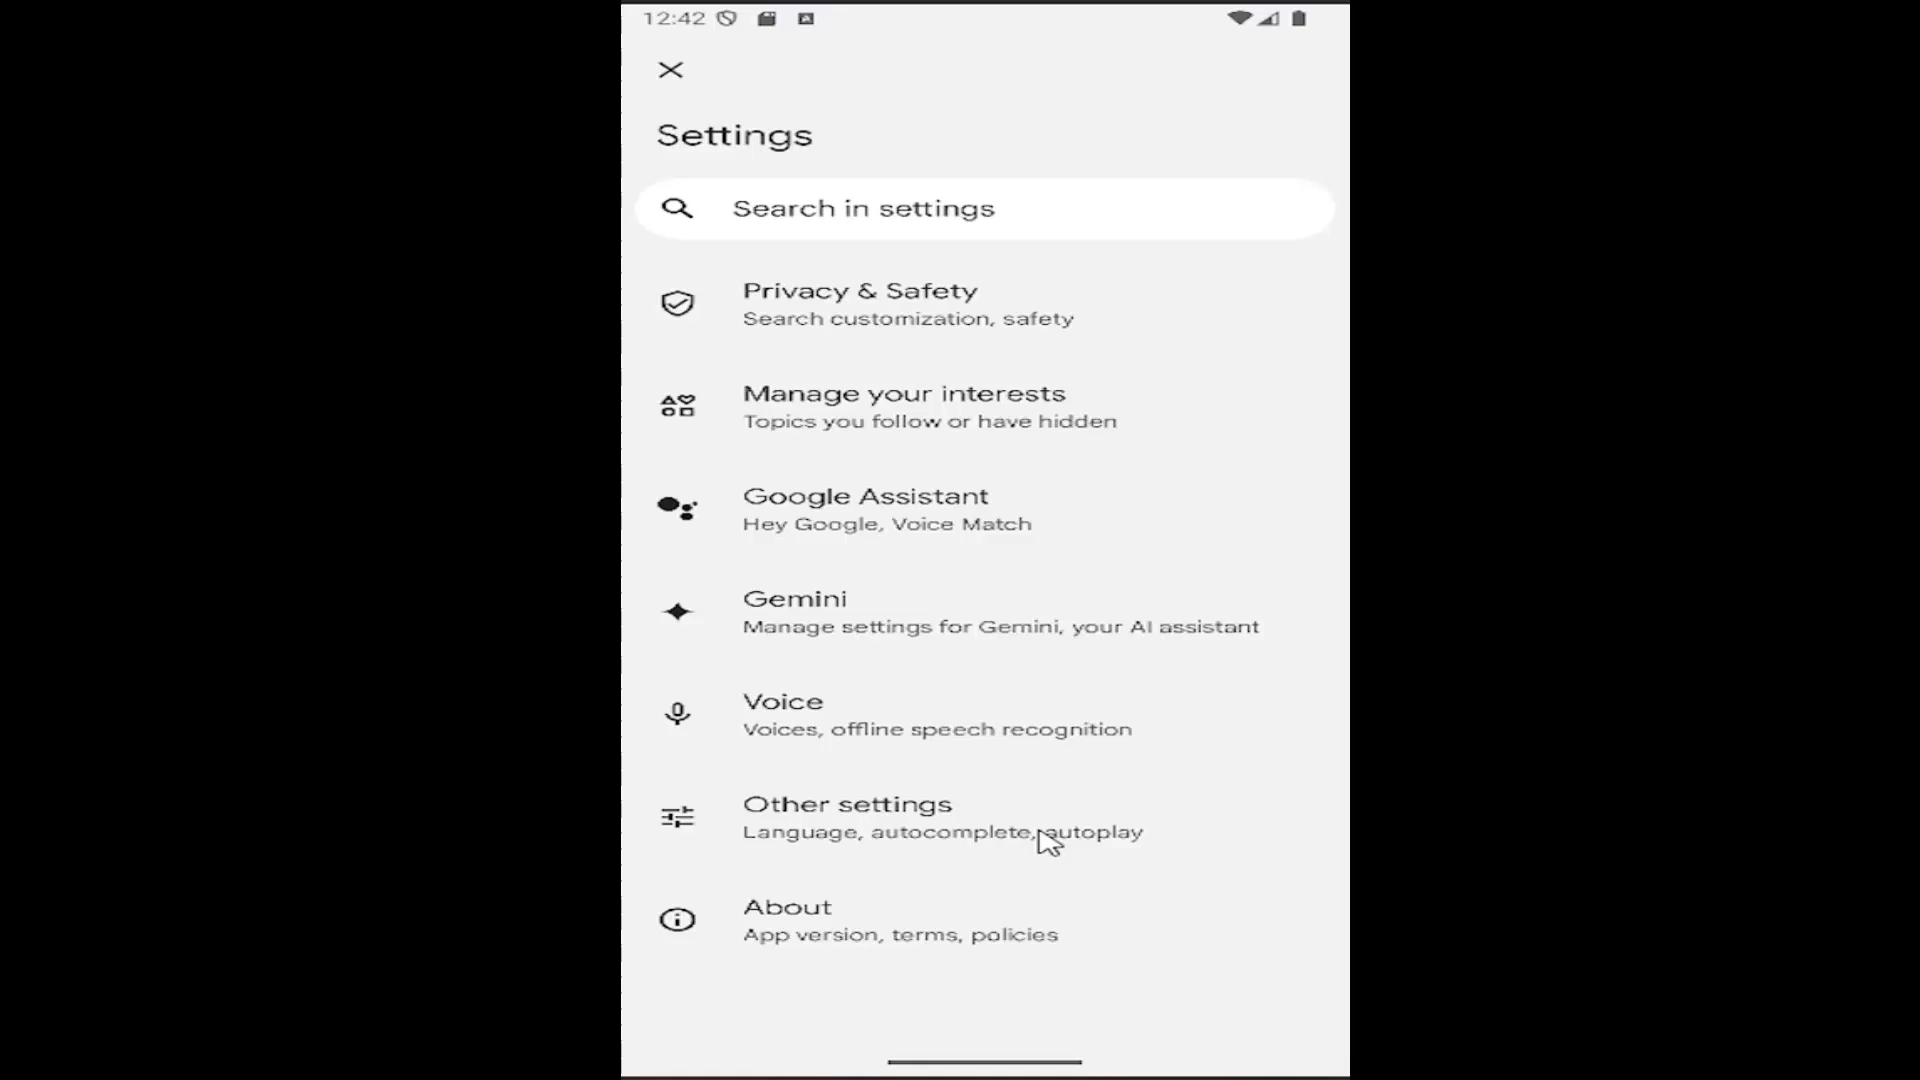 12:42
Settings
Search in settings
Privacy & Safety
Search customization, safety
Manage your interests
Topics you follow or have hidden
Google Assistant
Hey Google, Voice Match
Gemini
Manage settings for Gemini, your AI assistant
Voice
Voices, offline speech recognition
Other settings
Language, autocomplete, autoplay
About
App version, terms, policies